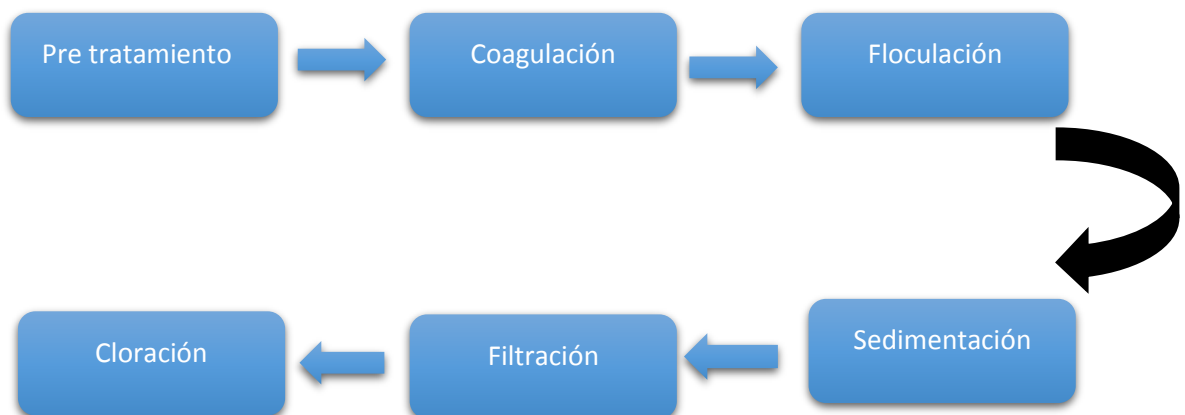 Pre tratamiento
Coagulación
Floculación
Sedimentación
Filtración
Cloración